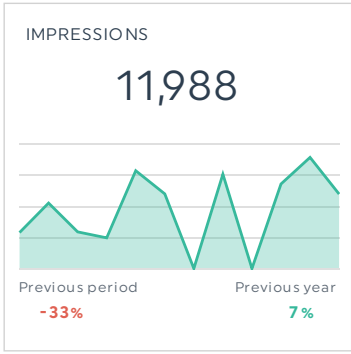 IMPRESSIONS
11,988
Previous period
Previous year
-33%
7%